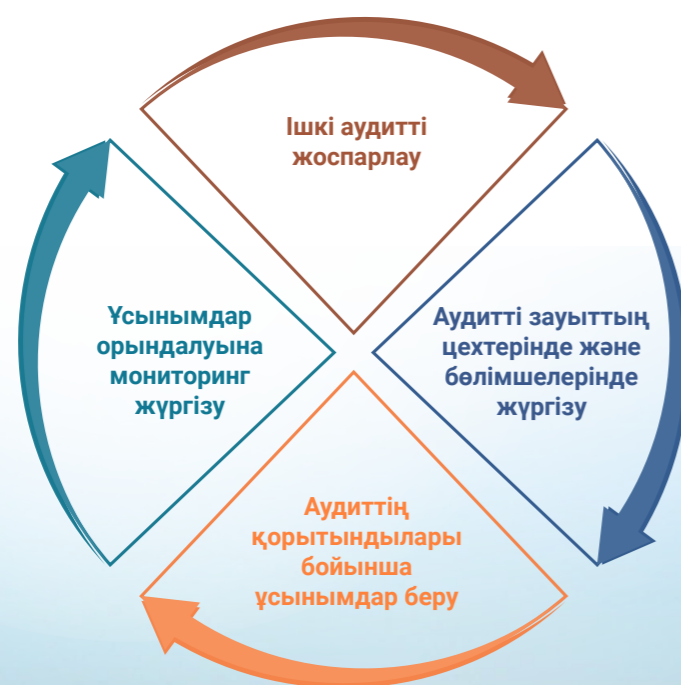 Ішкі аудитті
жоспарлау
Аудитті зауыттың
цехтерінде және
бөлімшелерінде
жүргізу
Аудиттің
қорытындылары
бойынша
ұсынымдар беру
Ұсынымдар
орындалуына
мониторинг
жүргізу